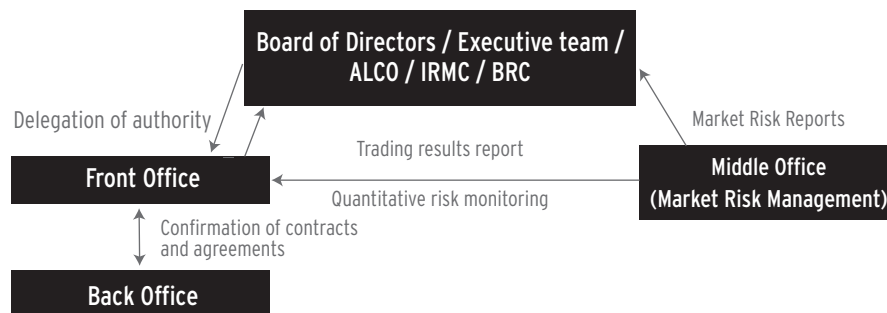 Board of Directors / Executive team /
ALCO / IRMC / BRC
Delegation of authority
Market Risk Reports
Trading results report
Front Office
Middle Office
(Market Risk Management)
Quantitative risk monitoring
Confirmation of contracts
and agreements
Back Office